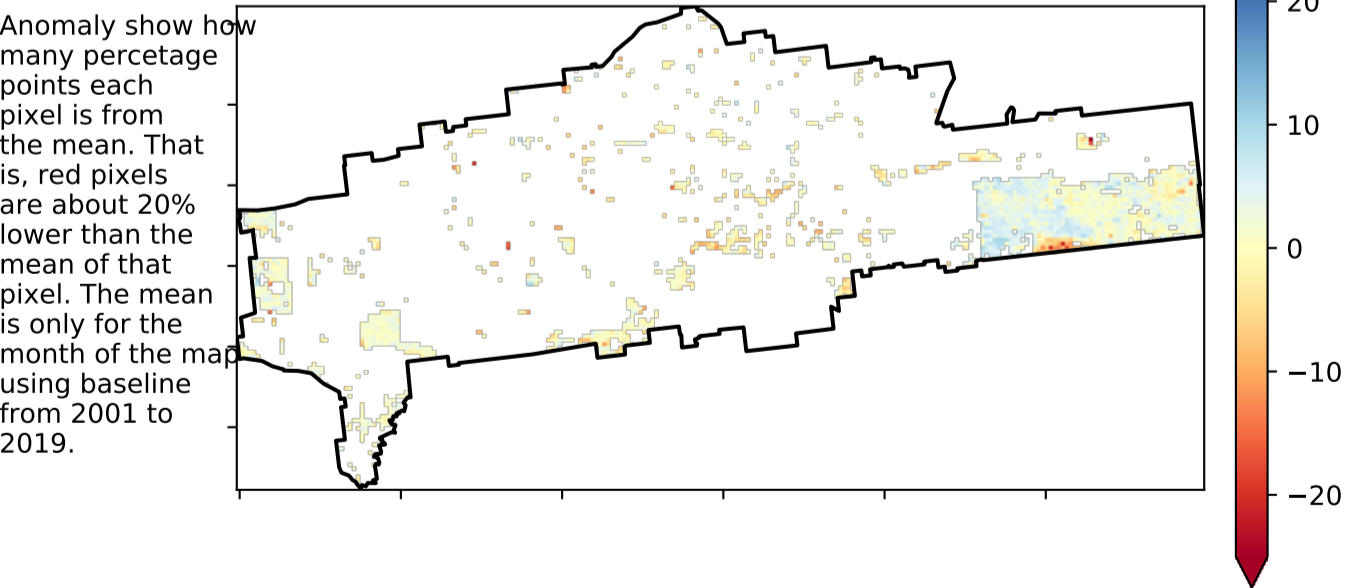 Anomaly show how
many percetage
points each
pixel is from
the mean. That
is, red pixels
are about 20%
lower than the
mean of that
pixel. The mean
is only for the
month of the map
using baseline
from 2001 to
2019.
20
10
0
−10
−20